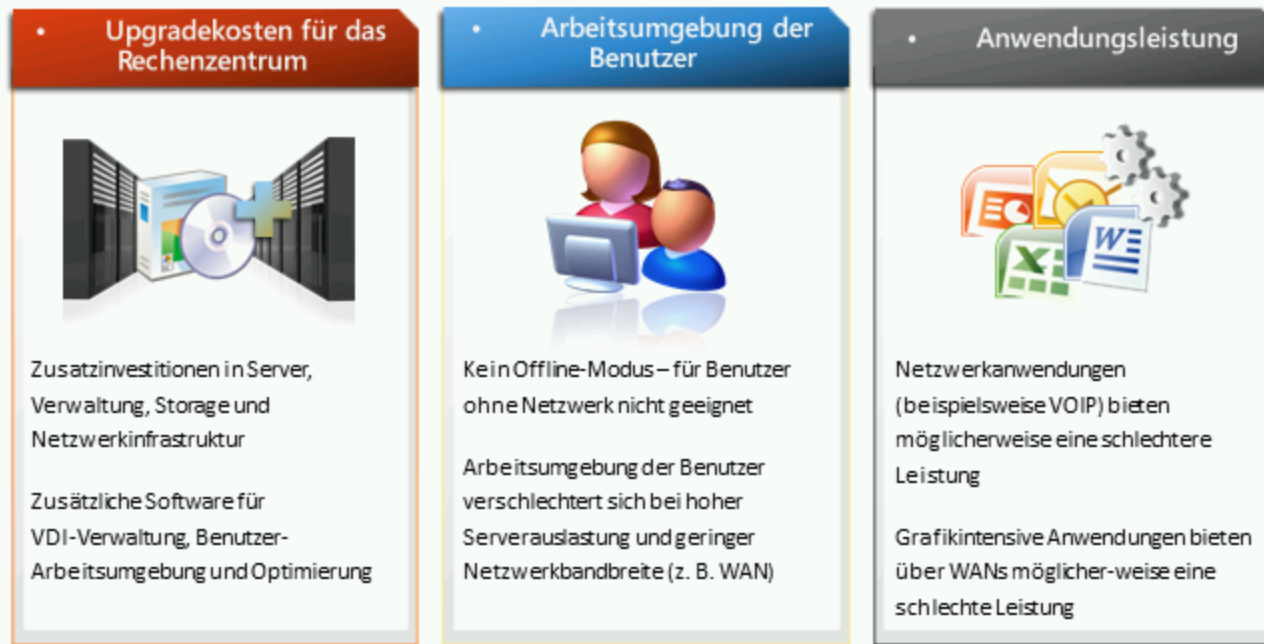 • Upgradekosten für das
Rechenzentrum
Zusatzinvestitionen in Server,
Verwaltung, Storage und
Netzwerkinfrastruktur
Zusätzliche Software für
VDI-Verwaltung, Benutzer-
Arbeitsumgebung und Optimierung
• Arbeitsumgebung der
Benutzer
Kein Offline-Modus – für Benutzer
ohne Netzwerk nicht geeignet
Arbeitsumgebung der Benutzer
verschlechtert sich bei hoher
Serverauslastung und geringer
Netzwerkbandbreite (z. B. WAN)
• Anwendungsleistung
Netzwerkanwendungen
(beispielsweise VOIP) bieten
möglicherweise eine schlechtere
Leistung
Grafikintensive Anwendungen bieten
über WANs möglicher-weise eine
schlechte Leistung